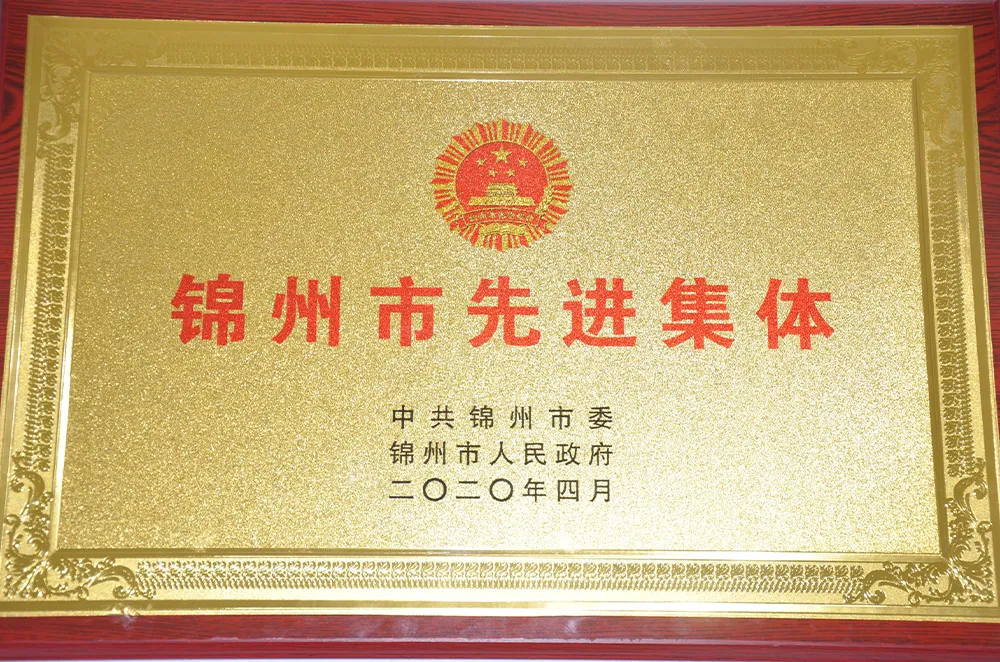 锦州市先进集体
中共锦州市委
锦州市人民政府
二〇二〇年四月